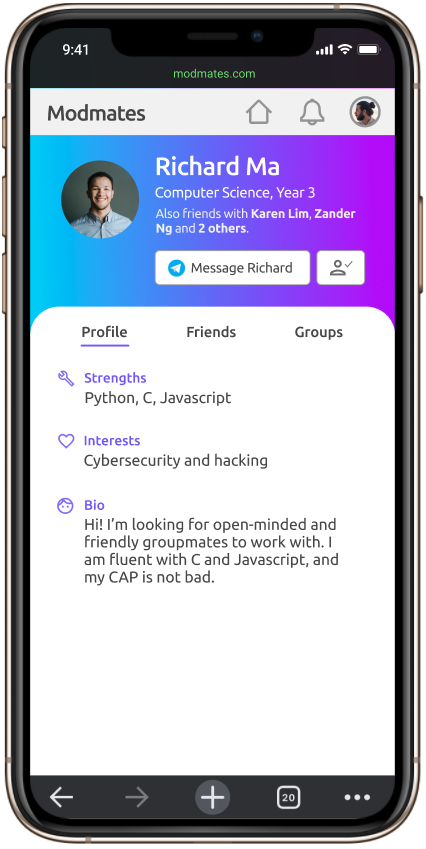 9:41
modmates.com
Modmates
Richard Ma
Computer Science, Year 3
Also friends with Karen Lim, Zander
Ng and 2 others.
Message Richard
Profile Friends Groups
Strengths
Python, C, Javascript
Interests
Cybersecurity and hacking
Bio
Hi! I’m looking for open-minded and
friendly groupmates to work with. I
am fluent with C and Javascript, and
my CAP is not bad.
20